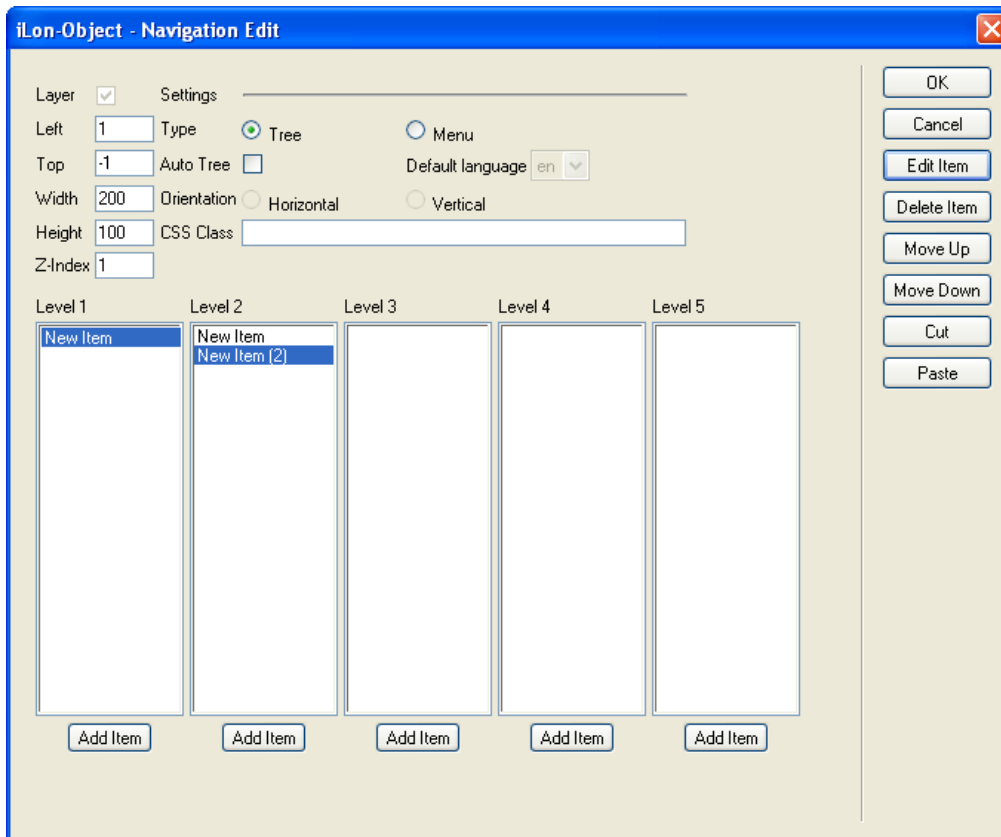 iLon-Object - Navigation Edit
Layer Settings
Left 1 Type Tree Menu
Top -1 Auto Tree Default language en
Width 200 Orientation Horizontal Vertical
Height 100 CSS Class
Z-Index 1
Level 1 Level 2 Level 3 Level 4 Level 5
New Item New Item
New Item (2)
Add Item Add Item Add Item Add Item Add Item
OK
Cancel
Edit Item
Delete Item
Move Up
Move Down
Cut
Paste